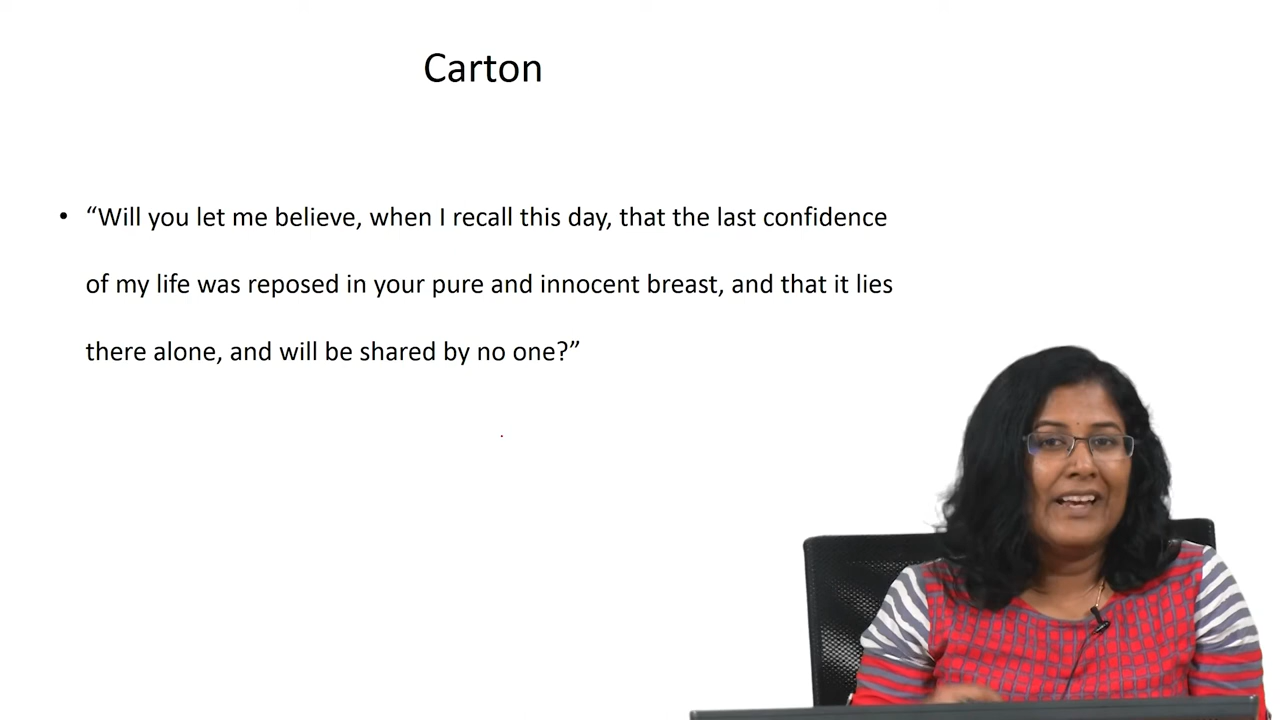 Carton
• “Will you let me believe, when I recall this day, that the last confidence
of my life was reposed in your pure and innocent breast, and that it lies
there alone, and will be shared by no one?”